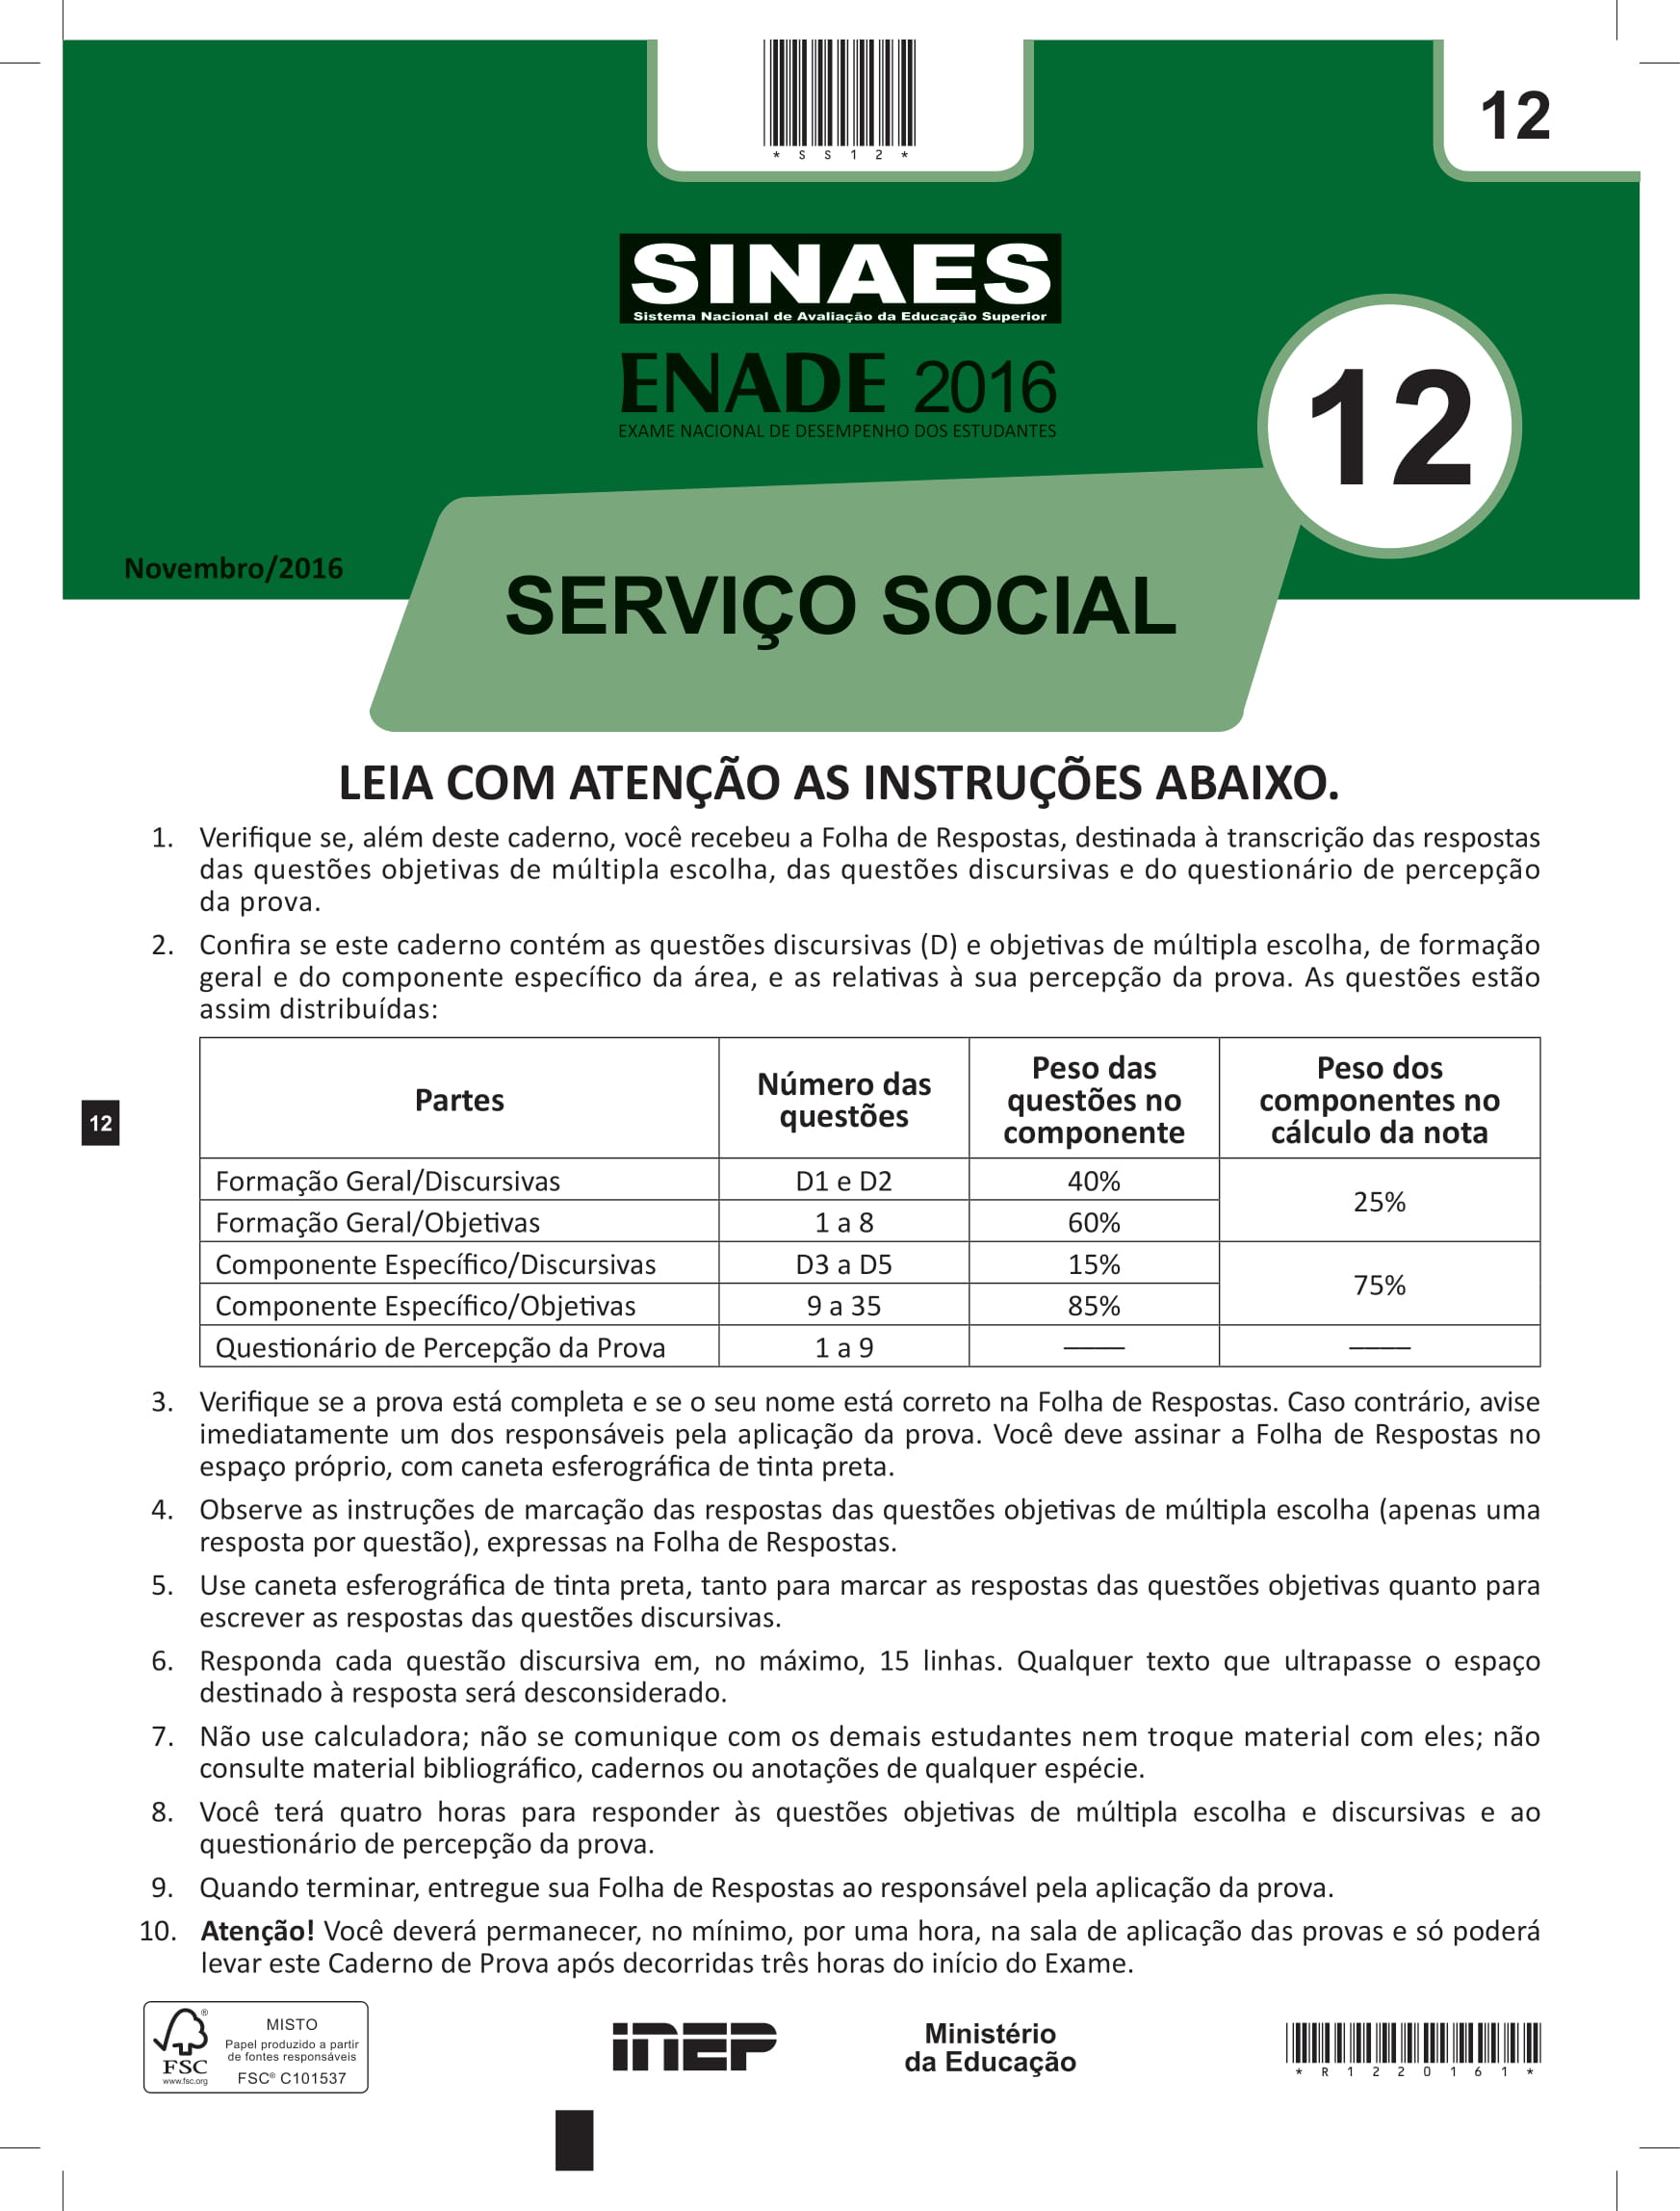 *SS12*
12
SINAES
Sistema Nacional de Avaliação da Educação Superior
ENADE 2016
EXAME NACIONAL DE DESEMPENHO DOS ESTUDANTES
12
Novembro/2016
SERVIÇO SOCIAL
LEIA COM ATENÇÃO AS INSTRUÇÕES ABAIXO.
1. Verifique se, além deste caderno, você recebeu a Folha de Respostas, destinada à transcrição das respostas
das questões objetivas de múltipla escolha, das questões discursivas e do questionário de percepção
da prova.
2. Confira se este caderno contém as questões discursivas (D) e objetivas de múltipla escolha, de formação
geral e do componente específico da área, e as relativas à sua percepção da prova. As questões estão
assim distribuídas:
Partes
Número das
questões
Peso das
questões no
componente
Peso dos
componentes no
cálculo da nota
12
Formação Geral/Discursivas D1 e D2 40%
25%
Formação Geral/Objetivas 1 a 8 60%
Componente Específico/Discursivas D3 a D5 15%
75%
Componente Específico/Objetivas 9 a 35 85%
Questionário de Percepção da Prova 1 a 9 —— ——
3. Verifique se a prova está completa e se o seu nome está correto na Folha de Respostas. Caso contrário, avise
imediatamente um dos responsáveis pela aplicação da prova. Você deve assinar a Folha de Respostas no
espaço próprio, com caneta esferográfica de tinta preta.
4. Observe as instruções de marcação das respostas das questões objetivas de múltipla escolha (apenas uma
resposta por questão), expressas na Folha de Respostas.
5. Use caneta esferográfica de tinta preta, tanto para marcar as respostas das questões objetivas quanto para
escrever as respostas das questões discursivas.
6. Responda cada questão discursiva em, no máximo, 15 linhas. Qualquer texto que ultrapasse o espaço
destinado à resposta será desconsiderado.
7. Não use calculadora; não se comunique com os demais estudantes nem troque material com eles; não
consulte material bibliográfico, cadernos ou anotações de qualquer espécie.
8. Você terá quatro horas para responder às questões objetivas de múltipla escolha e discursivas e ao
questionário de percepção da prova.
9. Quando terminar, entregue sua Folha de Respostas ao responsável pela aplicação da prova.
10. Atenção! Você deverá permanecer, no mínimo, por uma hora, na sala de aplicação das provas e só poderá
levar este Caderno de Prova após decorridas três horas do início do Exame.
®
FSC
www.fsc.org
MISTO
Papel produzido a partir
de fontes responsáveis
FSC® C101537
INEP
Ministério
da Educação
*R1220161*